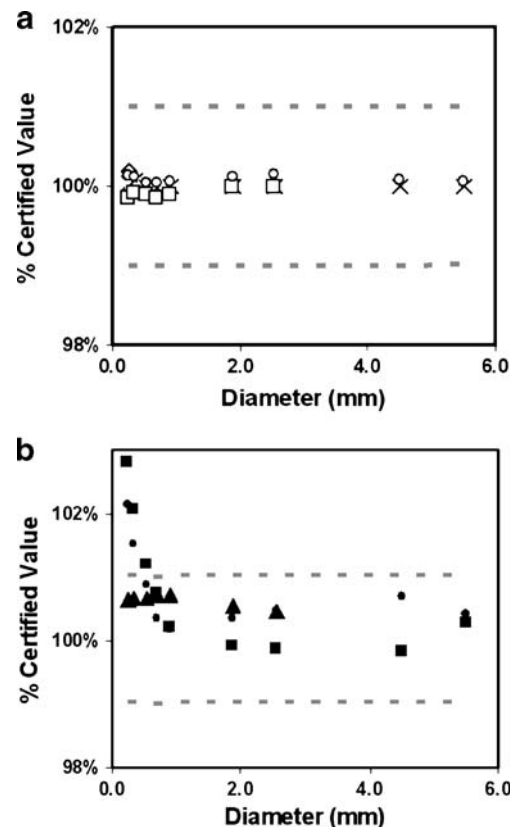 a
102%
100%
98%
% Certified Value
0.0 2.0 4.0 6.0
Diameter (mm)
b
102%
100%
98%
% Certified Value
0.0 2.0 4.0 6.0
Diameter (mm)